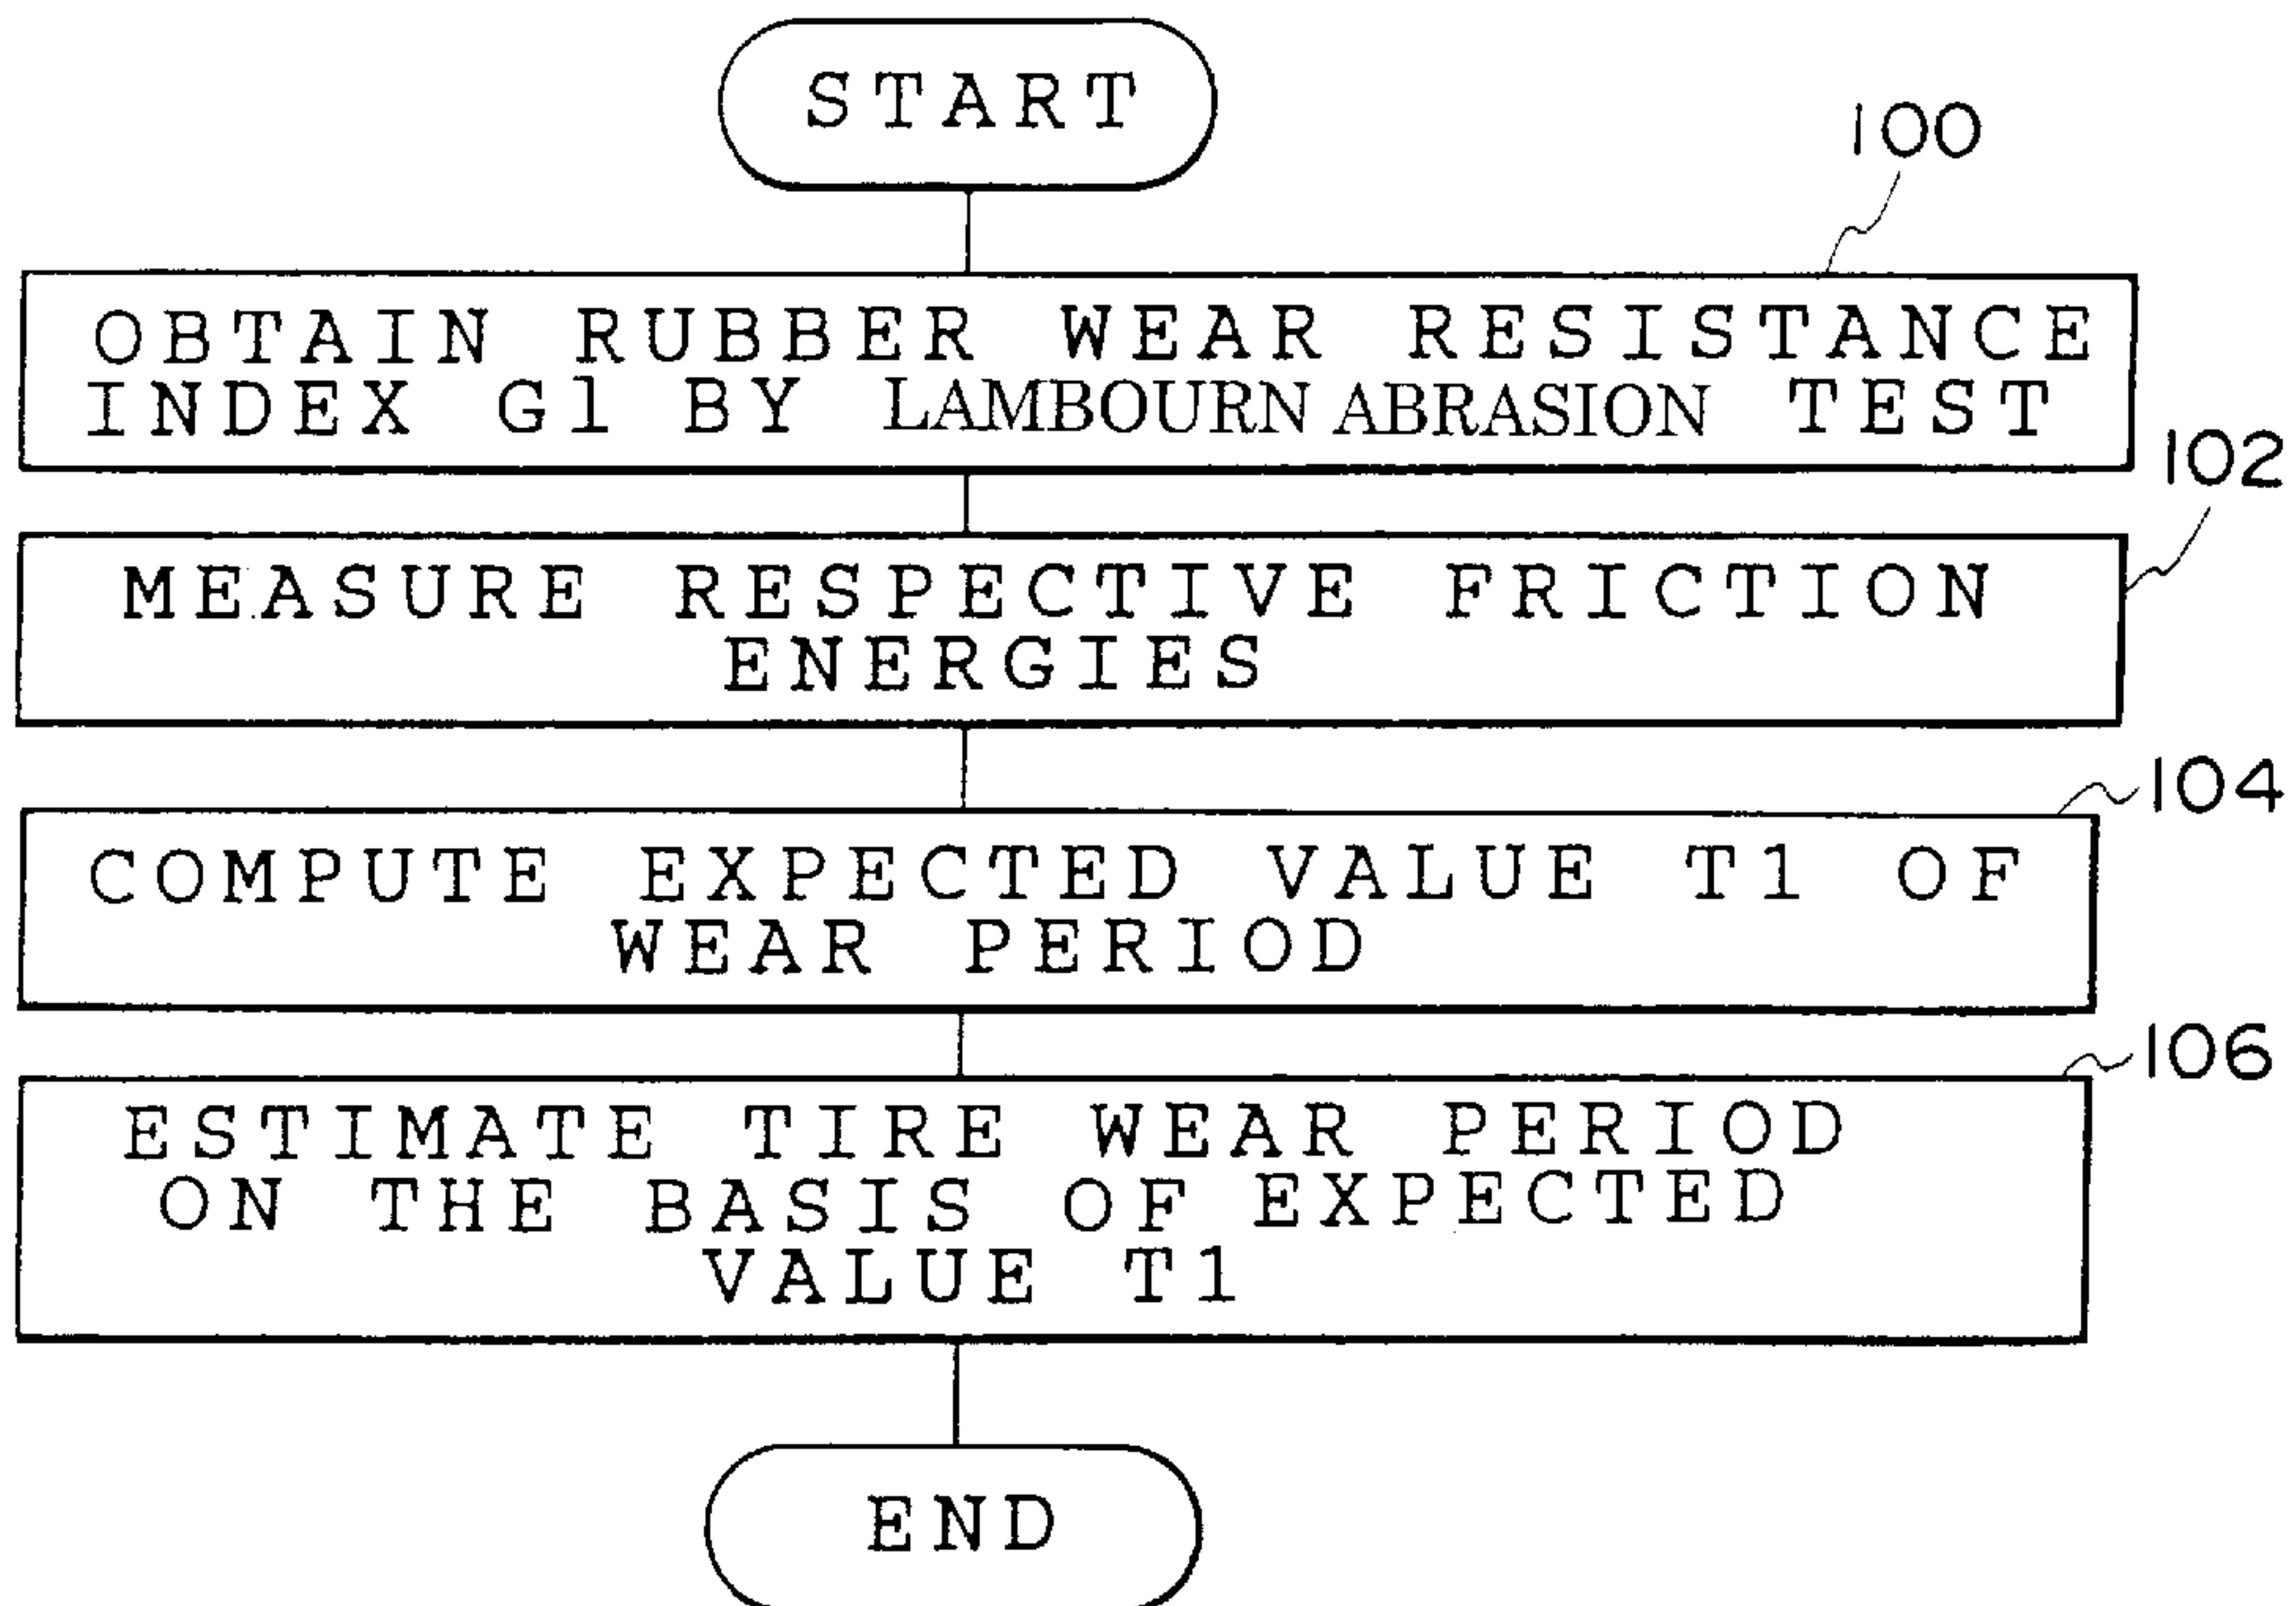 START
100
OBTAIN RUBBER WEAR RESISTANCE
INDEX G1 BY LAMBOURN ABRASION TEST
102
MEASURE RESPECTIVE FRICTION
ENERGIES
104
COMPUTE EXPECTED VALUE T1 OF
WEAR PERIOD
106
ESTIMATE TIRE WEAR PERIOD
ON THE BASIS OF EXPECTED
VALUE T1
END